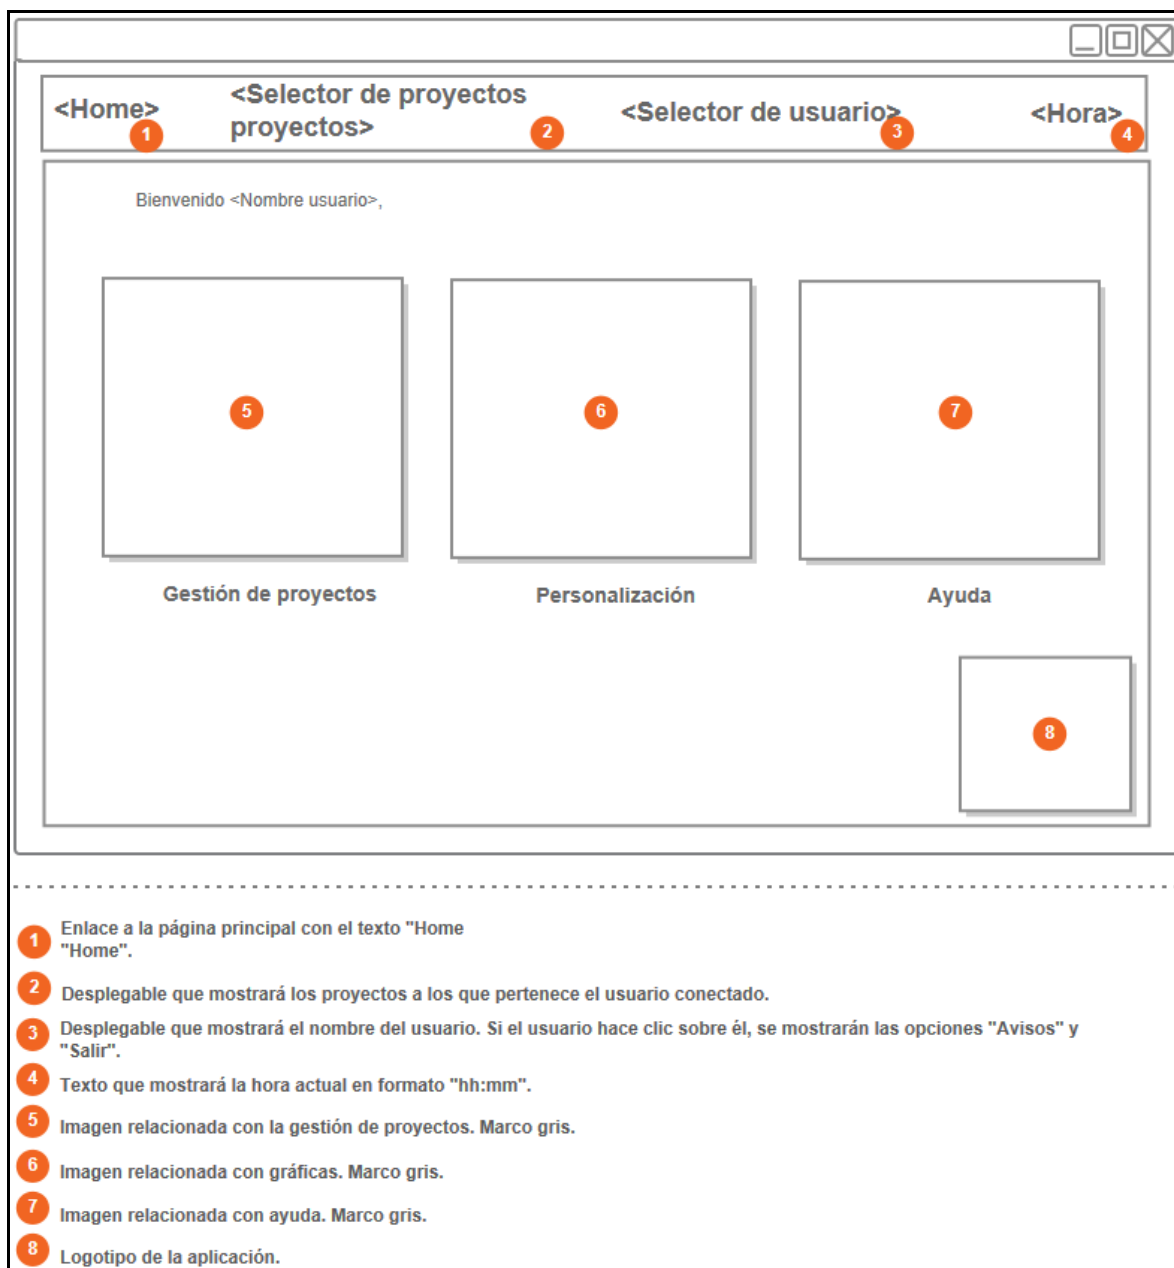 <Home>
<Selector de proyectos
proyectos>
<Selector de usuario>
<Hora>
1
2
3
4
Bienvenido <Nombre usuario>,
5
6
7
Gestión de proyectos
Personalización
Ayuda
8
1 Enlace a la página principal con el texto "Home
"Home".
2 Desplegable que mostrará los proyectos a los que pertenece el usuario conectado.
3 Desplegable que mostrará el nombre del usuario. Si el usuario hace clic sobre él, se mostrarán las opciones "Avisos" y
"Salir".
4 Texto que mostrará la hora actual en formato "hh:mm".
5 Imagen relacionada con la gestión de proyectos. Marco gris.
6 Imagen relacionada con gráficas. Marco gris.
7 Imagen relacionada con ayuda. Marco gris.
8 Logotipo de la aplicación.